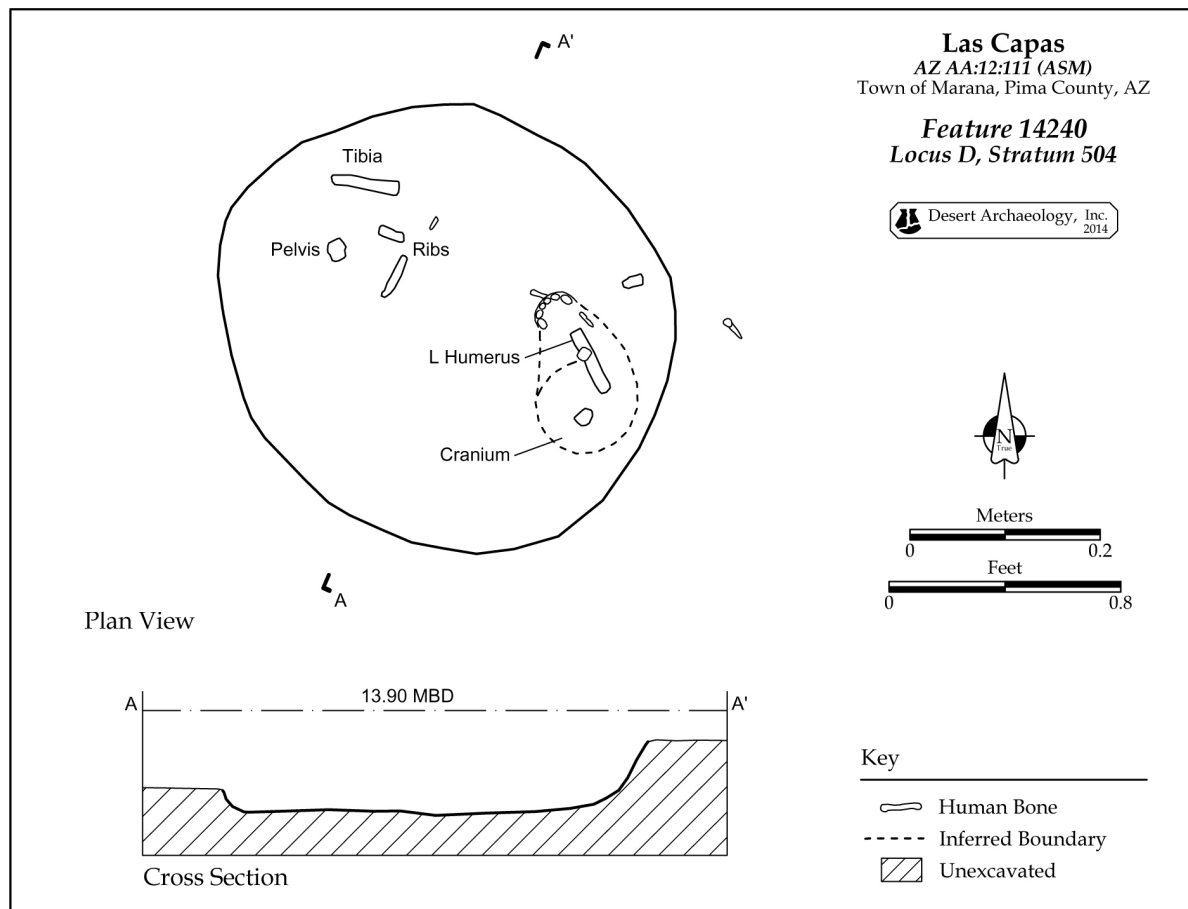 Las Capas
AZ AA:12:111 (ASM)
Town of Marana, Pima County, AZ
Feature 14240
Locus D, Stratum 504
Desert Archaeology, Inc.
2014
A'
Tibia
Pelvis
Ribs
L Humerus
Cranium
A
N
True
Meters
0 0.2
Feet
0 0.8
Plan View
A 13.90 MBD A'
Cross Section
Key
Human Bone
Inferred Boundary
Unexcavated